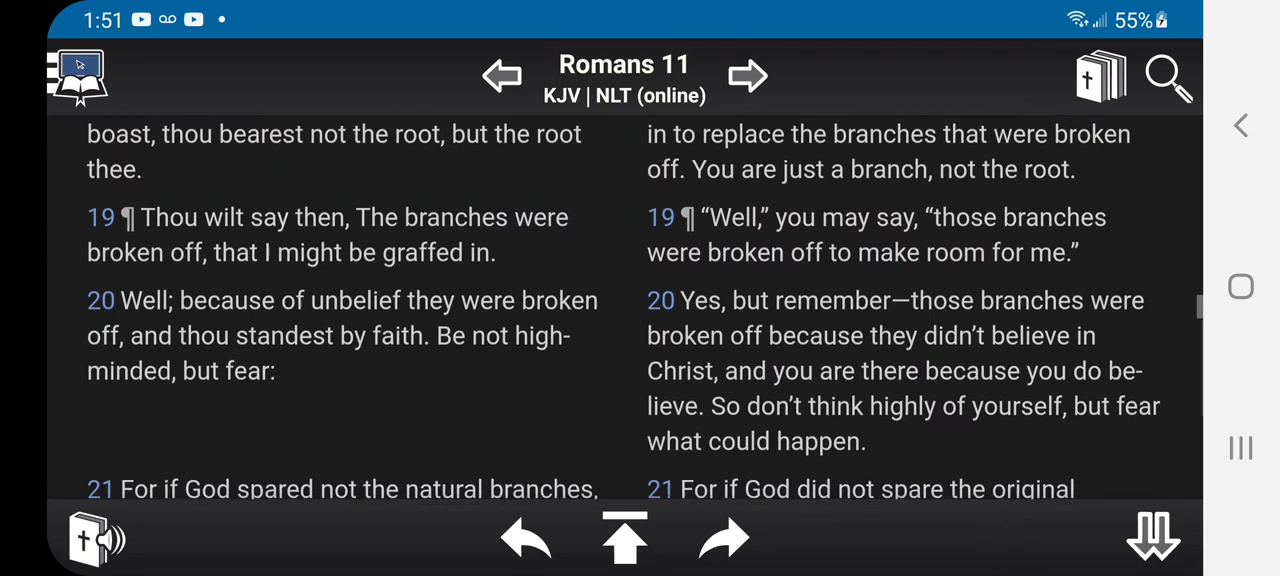 1:51
55%
Romans 11
KJV | NLT (online)
boast, thou bearest not the root, but the root
thee.
19 ¶ Thou wilt say then, The branches were
broken off, that I might be graffed in.
20 Well; because of unbelief they were broken
off, and thou standest by faith. Be not high-
minded, but fear:
21 For if God spared not the natural branches,
in to replace the branches that were broken
off. You are just a branch, not the root.
19 ¶ “Well,” you may say, “those branches
were broken off to make room for me.”
20 Yes, but remember—those branches were
broken off because they didn’t believe in
Christ, and you are there because you do be-
lieve. So don’t think highly of yourself, but fear
what could happen.
21 For if God did not spare the original